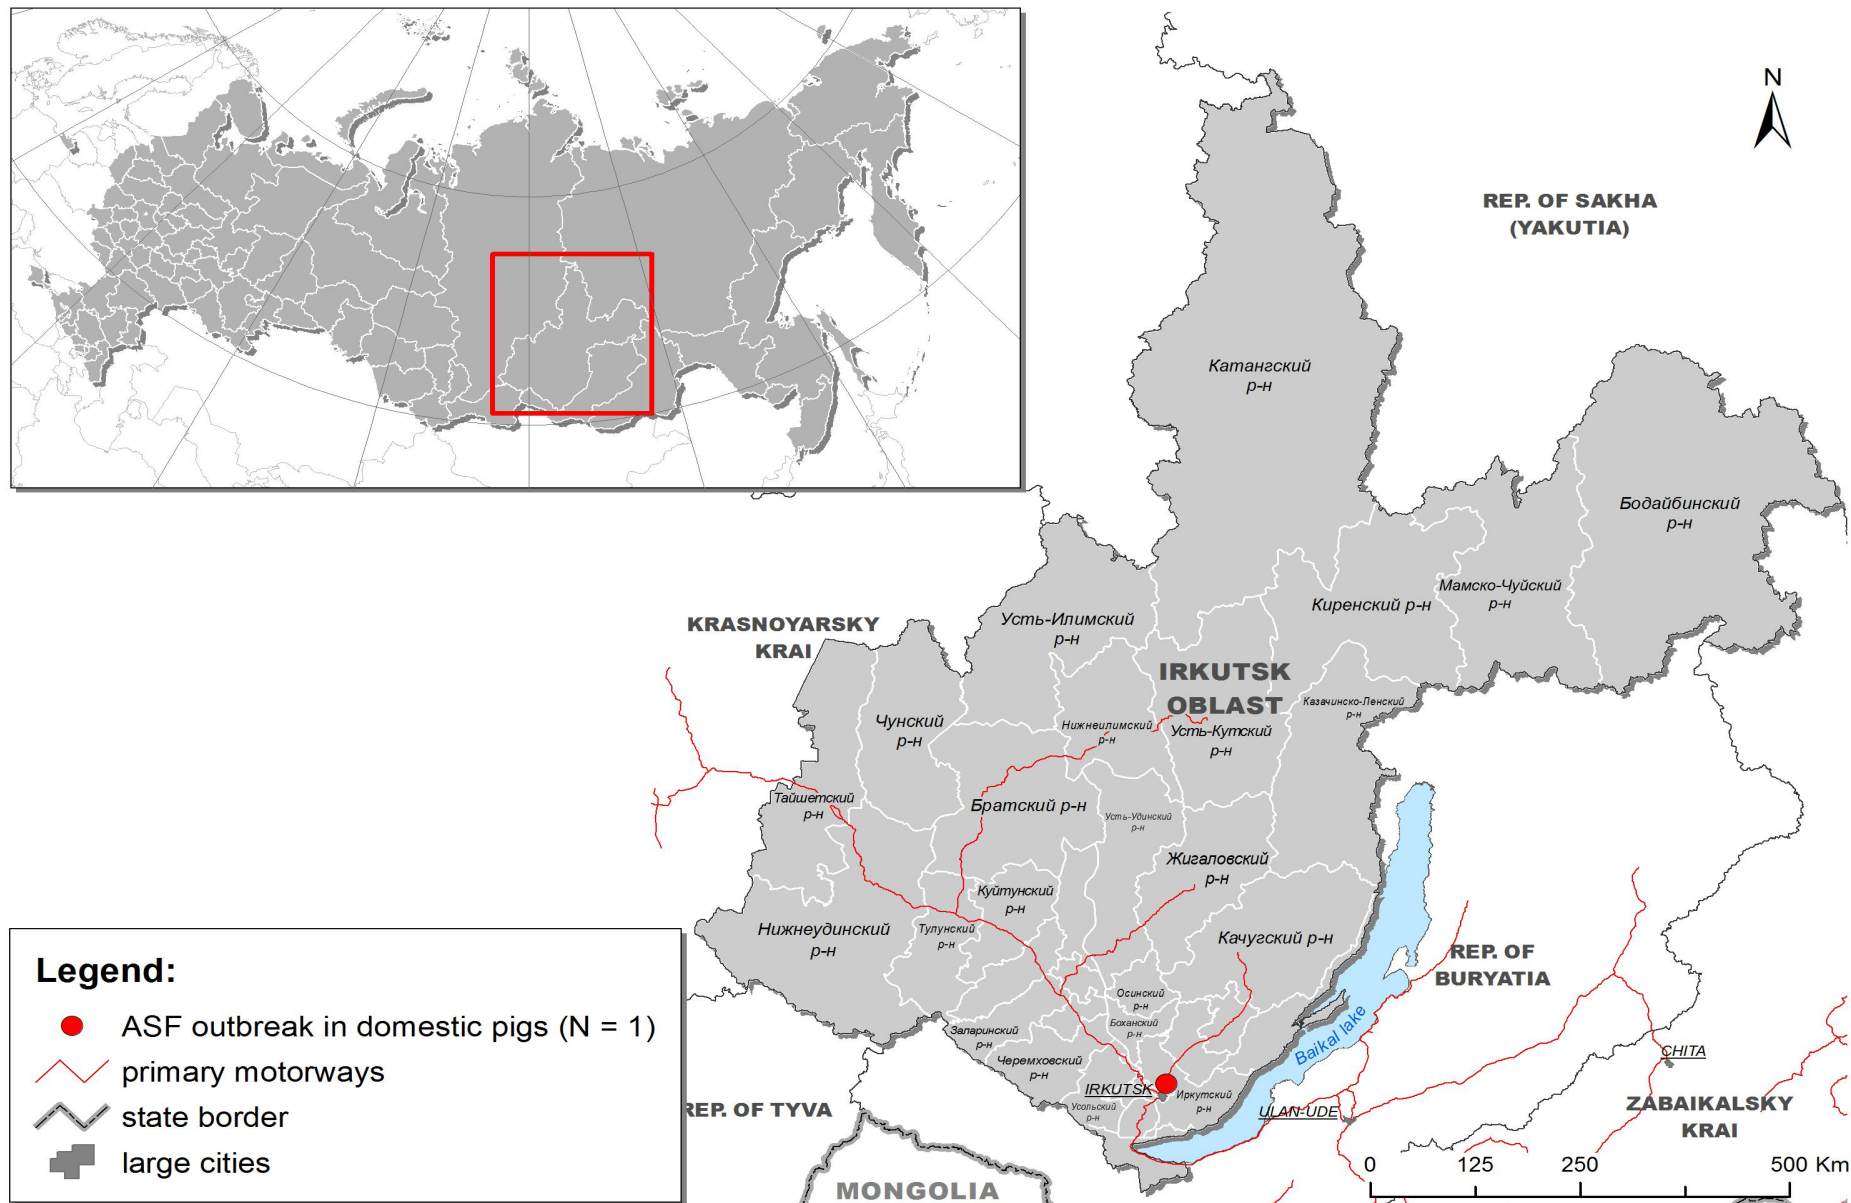 N
REP. OF SAKHA
(YAKUTIA)
Катангский
р-н
Бодайбинский
р-н
Мамско-Чуйский
р-н
Киренский р-н
Усть-Илимский
р-н
KRASNOYARSKY
KRAI
IRKUTSK
OBLAST
Казачинско-Ленский
р-н
Чунский
р-н
Нижнеилимский
р-н
Усть-Кутский
р-н
Тайшетский
р-н
Братский р-н
Усть-Удинский
р-н
Жигаловский
р-н
Куйтунский
р-н
Нижнеудинский
р-н
Тулунский
р-н
Качугский р-н
REP. OF
BURYATIA
Осинский
р-н
Боханский
р-н
Заларинский
р-н
Черемховский
р-н
Baikal lake
CHITA
IRKUTSK
Иркутский
р-н
Усольский
р-н
ULAN-UDE
REP. OF TYVA
ZABAIKALSKY
KRAI
MONGOLIA
Legend:
ASF outbreak in domestic pigs (N = 1)
primary motorways
state border
large cities
0 125 250 500 Km